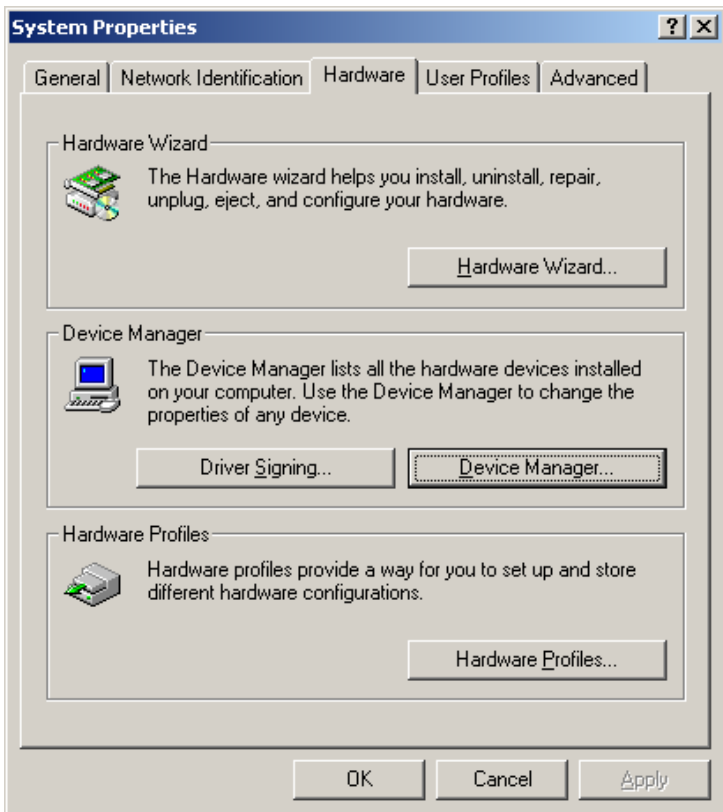 System Properties
General Network Identification Hardware User Profiles Advanced
Hardware Wizard
The Hardware wizard helps you install, uninstall, repair,
unplug, eject, and configure your hardware.
Hardware Wizard...
Device Manager
The Device Manager lists all the hardware devices installed
on your computer. Use the Device Manager to change the
properties of any device.
Driver Signing... Device Manager...
Hardware Profiles
Hardware profiles provide a way for you to set up and store
different hardware configurations.
Hardware Profiles...
OK Cancel Apply